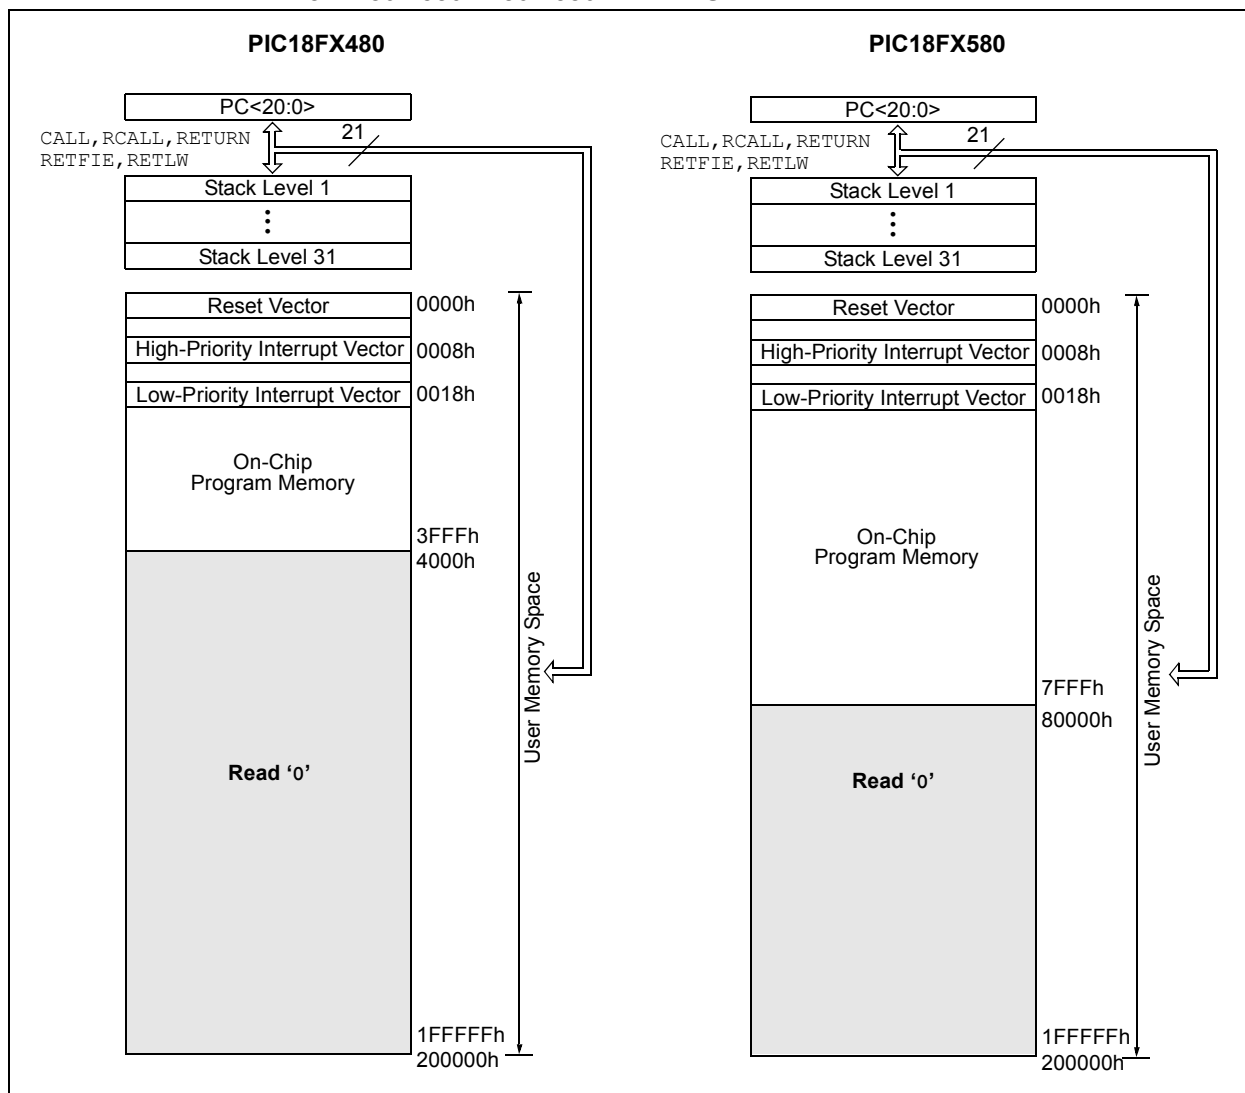 PIC18FX480
PC<20:0>
CALL,RCALL,RETURN
RETFIE,RETLW
21
Stack Level 1
Stack Level 31
Reset Vector
0000h
High-Priority Interrupt Vector
0008h
Low-Priority Interrupt Vector
0018h
On-Chip
Program Memory
3FFFh
4000h
Read ‘0’
User Memory Space
1FFFFFh
200000h
PIC18FX580
PC<20:0>
CALL,RCALL,RETURN
RETFIE,RETLW
21
Stack Level 1
Stack Level 31
Reset Vector
0000h
High-Priority Interrupt Vector
0008h
Low-Priority Interrupt Vector
0018h
On-Chip
Program Memory
7FFFh
80000h
Read ‘0’
User Memory Space
1FFFFFh
200000h